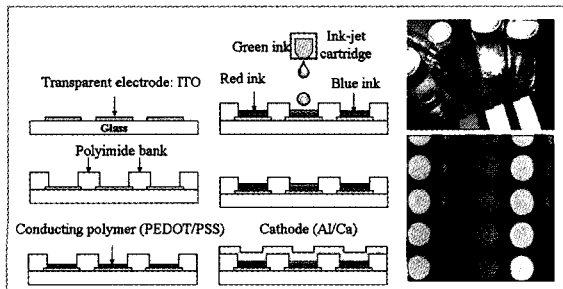 Transparent electrode: ITO
Glass
Polyimide bank
Conducting polymer (PEDOT/PSS)
Green ink
Ink-jet
cartridge
Red ink
Blue ink
Cathode (Al/Ca)